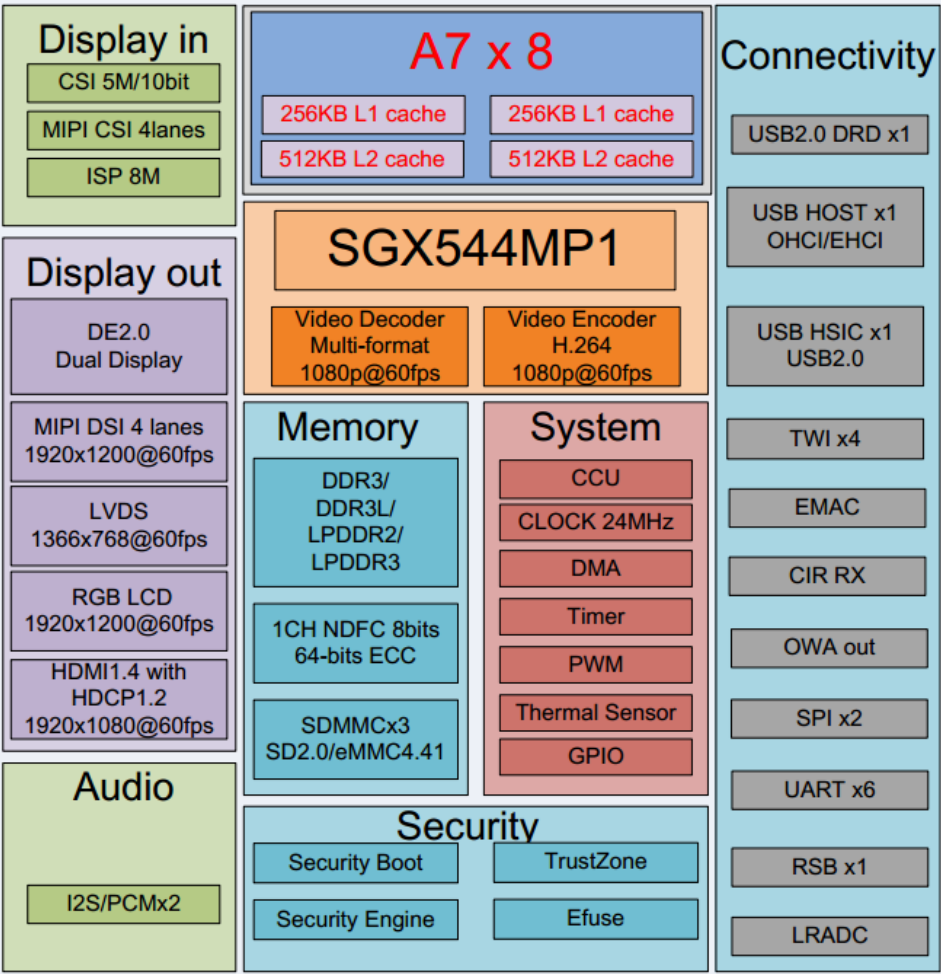 Display in
CSI 5M/10bit
MIPI CSI 4lanes
ISP 8M
Display out
DE2.0
Dual Display
MIPI DSI 4 lanes
1920x1200@60fps
LVDS
1366x768@60fps
RGB LCD
1920x1200@60fps
HDMI1.4 with
HDCP1.2
1920x1080@60fps
Audio
I2S/PCMx2
A7 x 8
256KB L1 cache
256KB L1 cache
512KB L2 cache
512KB L2 cache
SGX544MP1
Video Decoder
Multi-format
1080p@60fps
Video Encoder
H.264
1080p@60fps
Memory
DDR3/
DDR3L/
LPDDR2/
LPDDR3
1CH NDFC 8bits
64-bits ECC
SDMMCx3
SD2.0/eMMC4.41
System
CCU
CLOCK 24MHz
DMA
Timer
PWM
Thermal Sensor
GPIO
Security
Security Boot
TrustZone
Security Engine
Efuse
Connectivity
USB2.0 DRD x1
USB HOST x1
OHCI/EHCI
USB HSIC x1
USB2.0
TWI x4
EMAC
CIR RX
OWA out
SPI x2
UART x6
RSB x1
LRADC